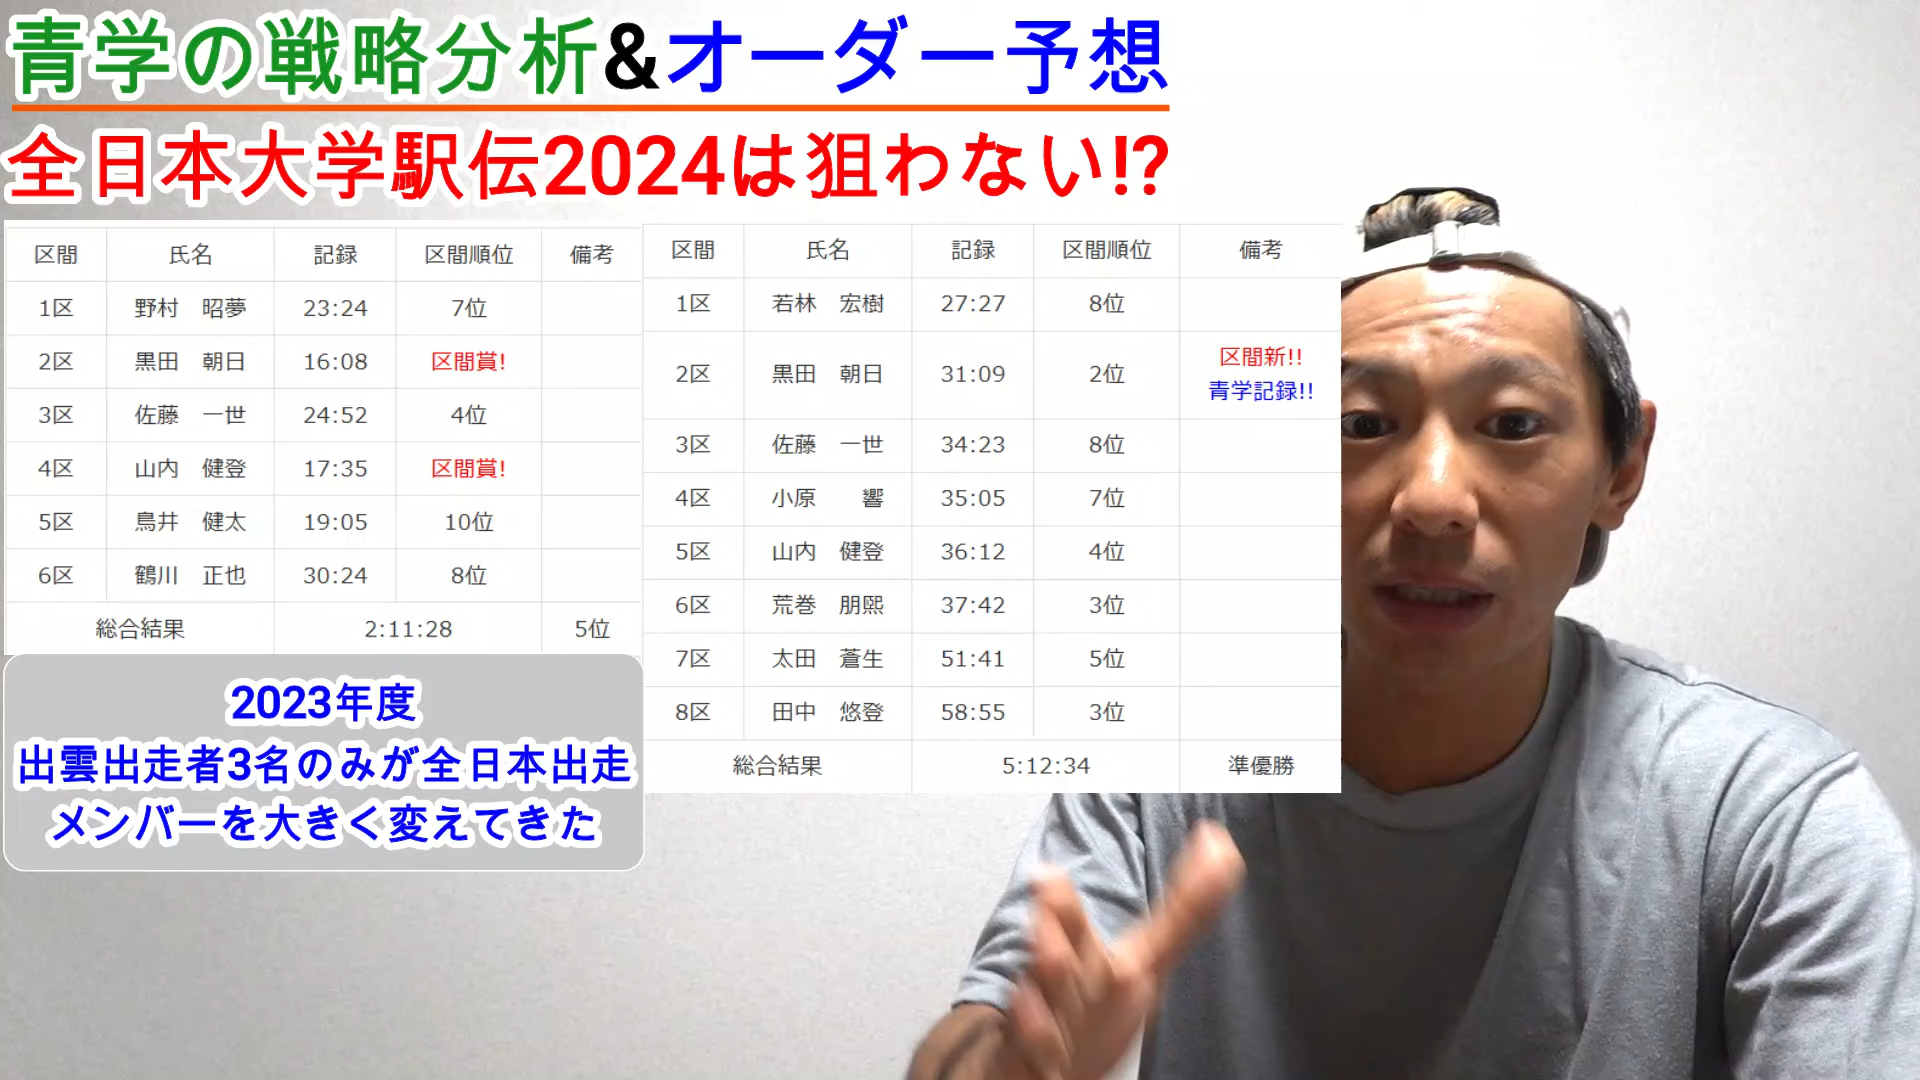 青学の戦略分析&オーダー予想
全日本大学駅伝2024は狙わない!?
区間 氏名 記録 区間順位 備考
1区 野村 昭夢 23:24 7位
2区 黒田 朝日 16:08 区間賞!
3区 佐藤 一世 24:52 4位
4区 山内 健登 17:35 区間賞!
5区 鳥井 健太 19:05 10位
6区 鶴川 正也 30:24 8位
総合結果 2:11:28 5位
2023年度
出雲出走者3名のみが全日本出走
メンバーを大きく変えてきた
区間 氏名 記録 区間順位 備考
1区 若林 宏樹 27:27 8位
2区 黒田 朝日 31:09 2位 区間新!!
青学記録!!
3区 佐藤 一世 34:23 8位
4区 小原 響 35:05 7位
5区 山内 健登 36:12 4位
6区 荒巻 朋熙 37:42 3位
7区 太田 蒼生 51:41 5位
8区 田中 悠登 58:55 3位
総合結果 5:12:34 準優勝